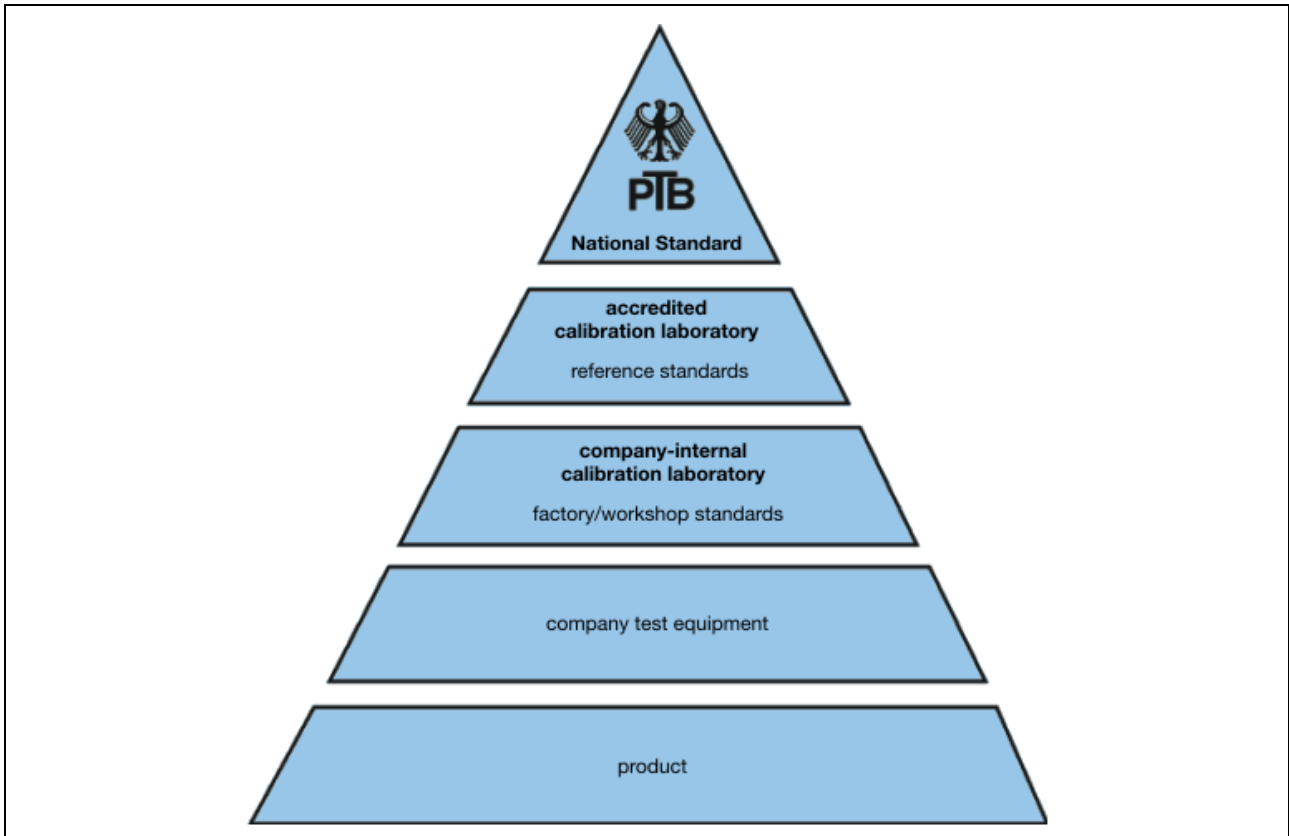 PTB
National Standard
accredited
calibration laboratory
reference standards
company-internal
calibration laboratory
factory/workshop standards
company test equipment
product